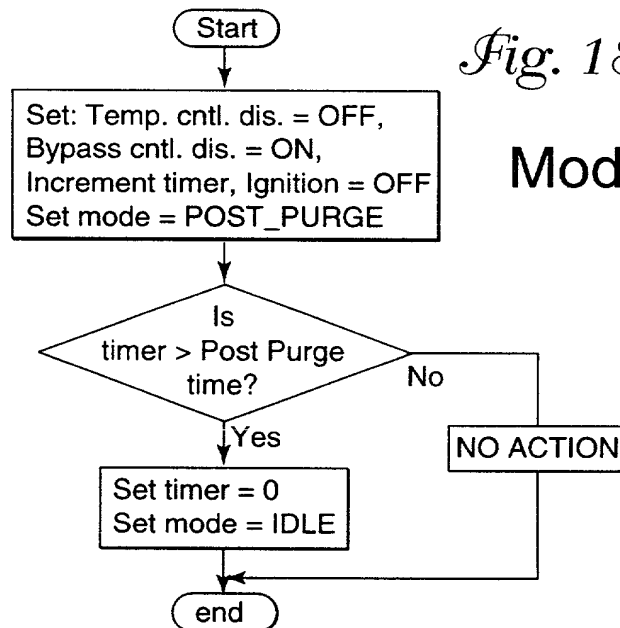 Start
Fig. 18
Mod
Set: Temp. cntl. dis. = OFF,
Bypass cntl. dis. = ON,
Increment timer, Ignition = OFF
Set mode = POST_PURGE
Is
timer > Post Purge
time?
No
Yes
NO ACTION
Set timer = 0
Set mode = IDLE
end